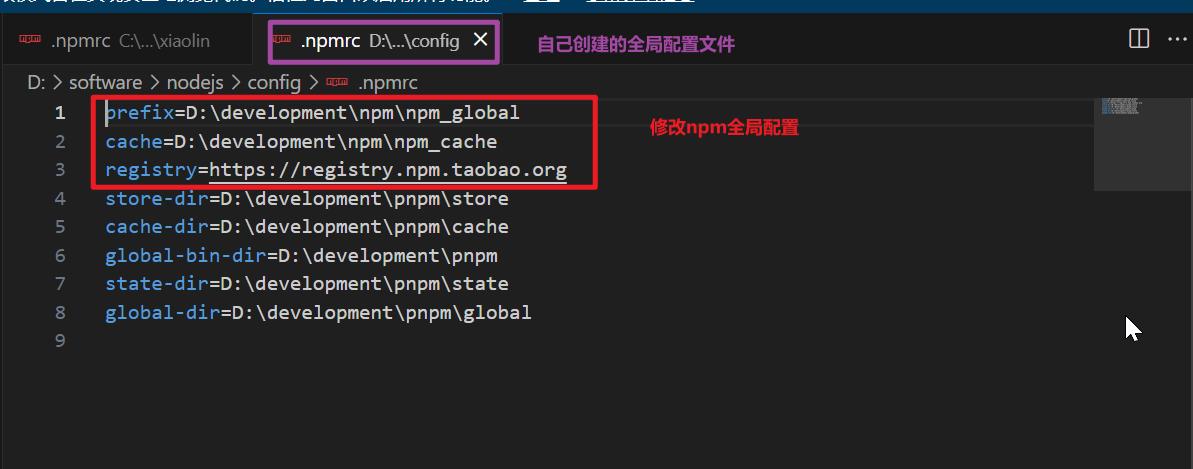 .npmrc C:\...\xiaolin
.npmrc D:\...\config
自己创建的全局配置文件
D: > software > nodejs > config > .npmrc
1 prefix=D:\development\npm\npm_global
2 cache=D:\development\npm\npm_cache
3 registry=https://registry.npm.taobao.org
4 store-dir=D:\development\pnpm\store
5 cache-dir=D:\development\pnpm\cache
6 global-bin-dir=D:\development\pnpm
7 state-dir=D:\development\pnpm\state
8 global-dir=D:\development\pnpm\global
9
修改npm全局配置